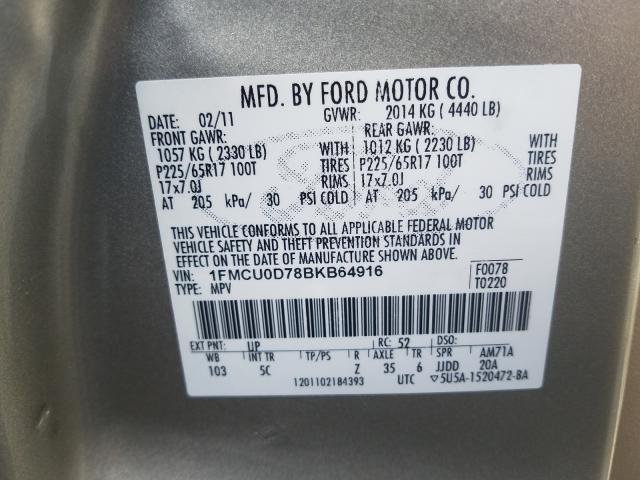 MFD. BY FORD MOTOR CO.
DATE: 02/11 GVWR: 2014 KG ( 4440 LB)
FRONT GAWR: REAR GAWR:
1057 KG ( 2330 LB) WITH 1012 KG ( 2230 LB) WITH
P225/65R17 100T TIRES P225/65R17 100T TIRES
17x7.0J RIMS 17x7.0J RIMS
AT 205 kPa/ 30 PSI COLD AT 205 kPa/ 30 PSI COLD
THIS VEHICLE CONFORMS TO ALL APPLICABLE FEDERAL MOTOR
VEHICLE SAFETY AND THEFT PREVENTION STANDARDS IN
EFFECT ON THE DATE OF MANUFACTURE SHOWN ABOVE.
VIN: 1FMCU0D78BKB64916 F0078
TYPE: MPV T0220
EXT PNT: UP RC: 52 DSO:
WB INT TR TP/PS R AXLE TR SPR AM71A
103 5C Z 35 6 JJDD 20A
1201102184393 UTC ▽5U5A-1520472-BA